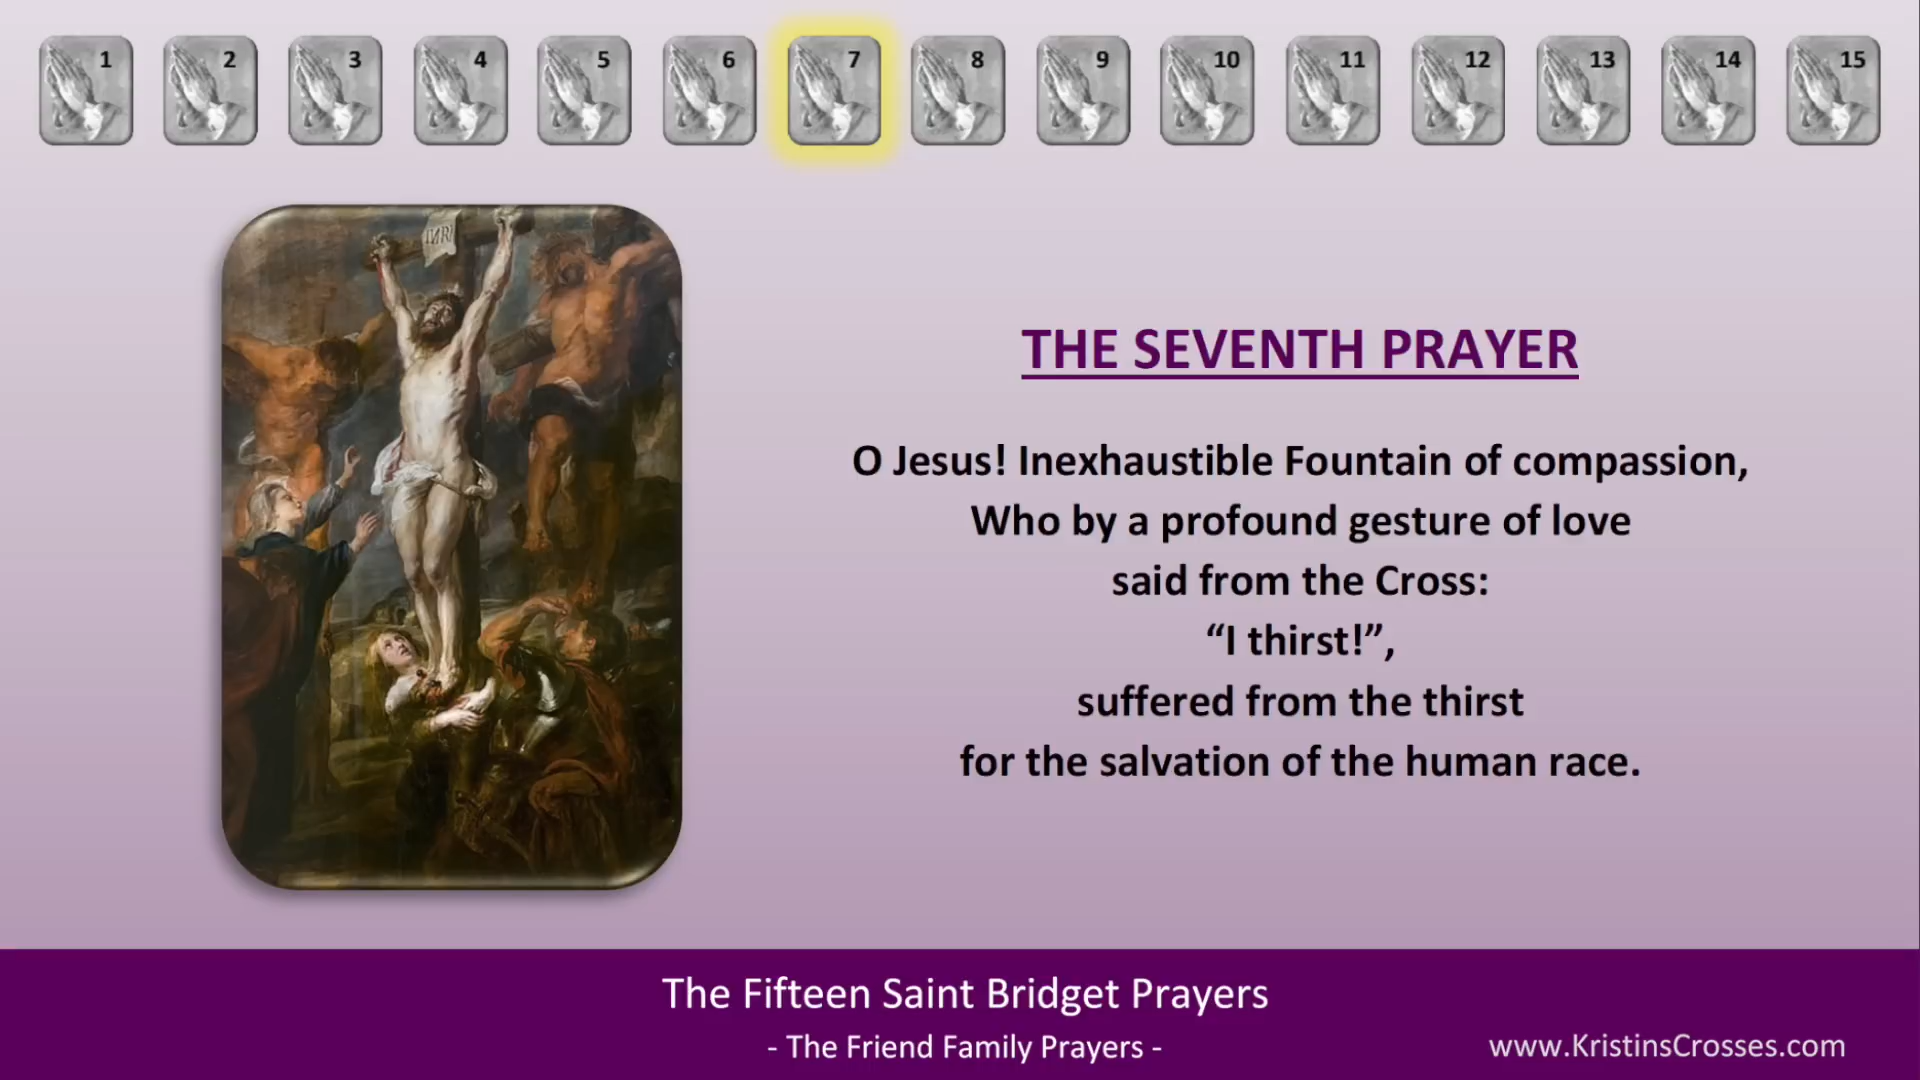 1 2 3 4 5 6 7 8 9 10 11 12 13 14 15
INRI
THE SEVENTH PRAYER
O Jesus! Inexhaustible Fountain of compassion,
Who by a profound gesture of love
said from the Cross:
“I thirst!”,
suffered from the thirst
for the salvation of the human race.
The Fifteen Saint Bridget Prayers
- The Friend Family Prayers -
www.KristinsCrosses.com